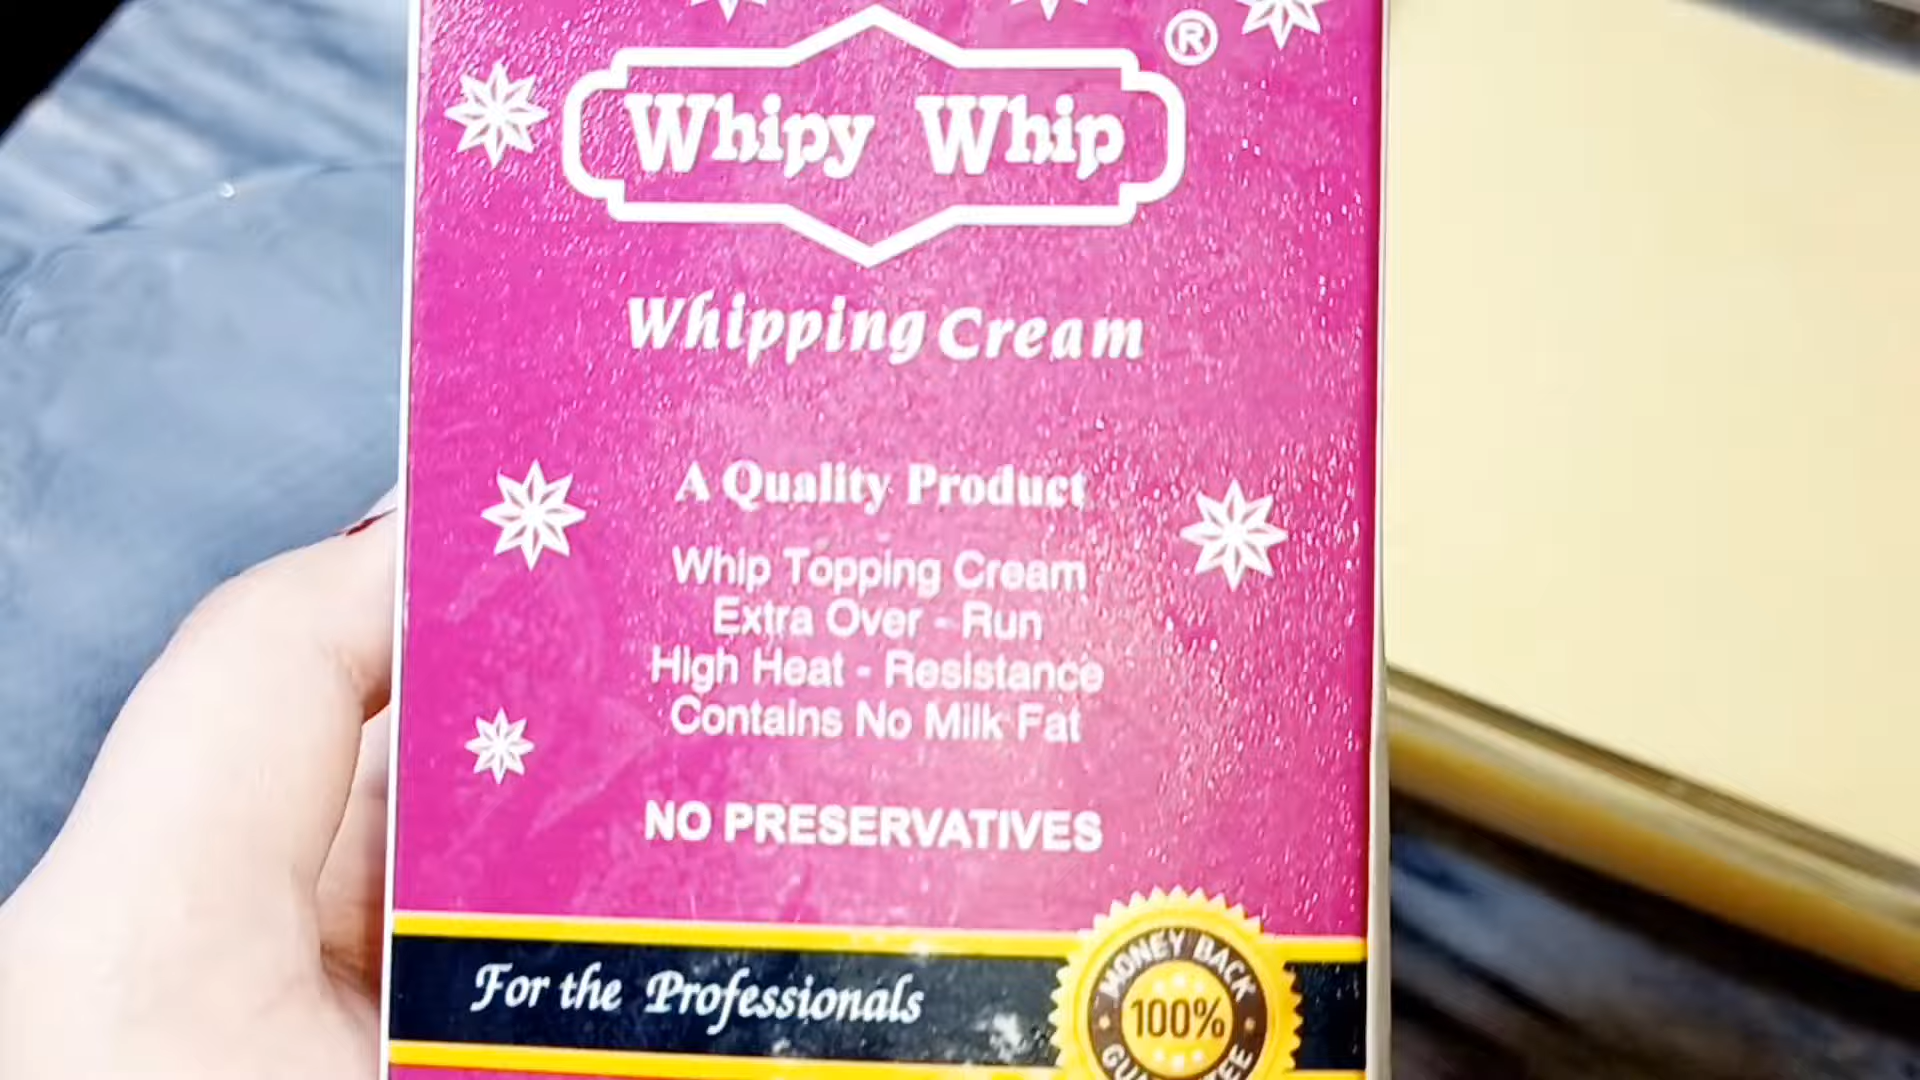 ®
Whipy Whip
Whipping Cream
A Quality Product
Whip Topping Cream
Extra Over - Run
High Heat - Resistance
Contains No Milk Fat
NO PRESERVATIVES
For the Professionals
MONEY BACK
100%